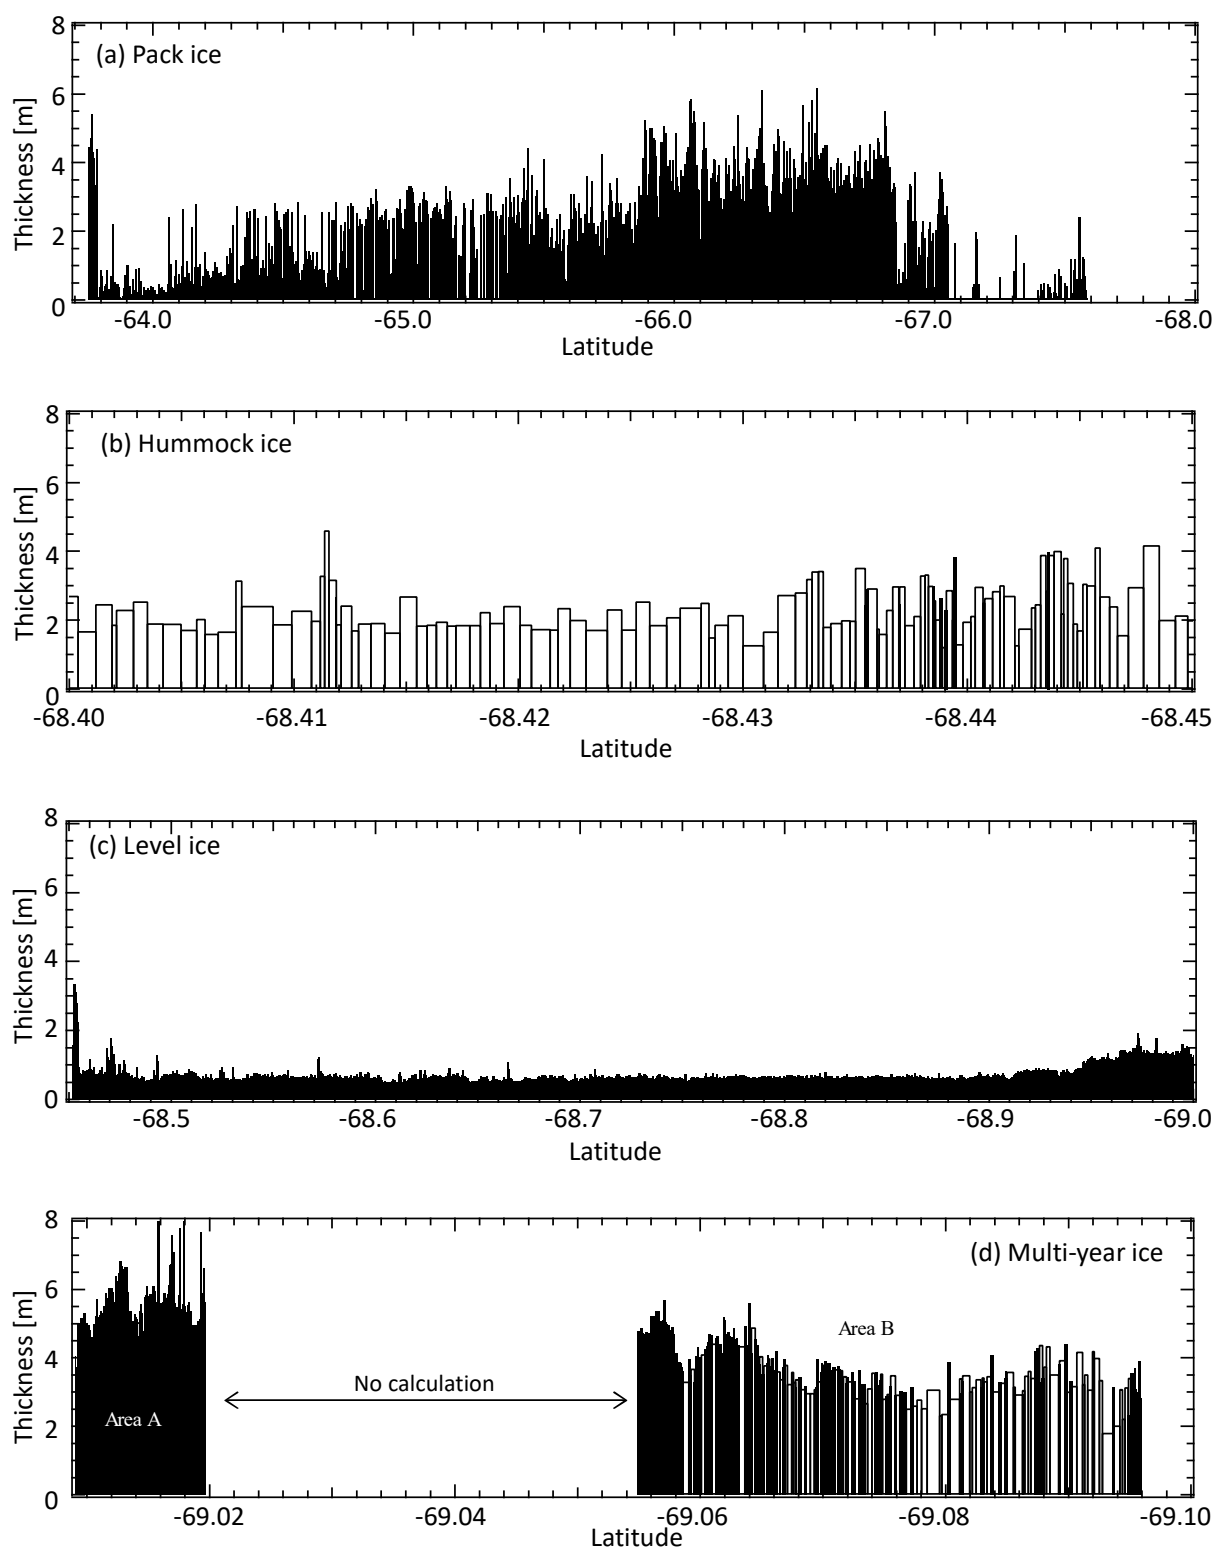 (a) Pack ice
Thickness [m]
8
6
4
2
0
-64.0 -65.0 -66.0 -67.0 -68.0
Latitude
(b) Hummock ice
Thickness [m]
8
6
4
2
0
-68.40 -68.41 -68.42 -68.43 -68.44 -68.45
Latitude
(c) Level ice
Thickness [m]
8
6
4
2
0
-68.5 -68.6 -68.7 -68.8 -68.9 -69.0
Latitude
(d) Multi-year ice
Thickness [m]
8
6
4
2
0
Area B
No calculation
Area A
-69.02 -69.04 -69.06 -69.08 -69.10
Latitude